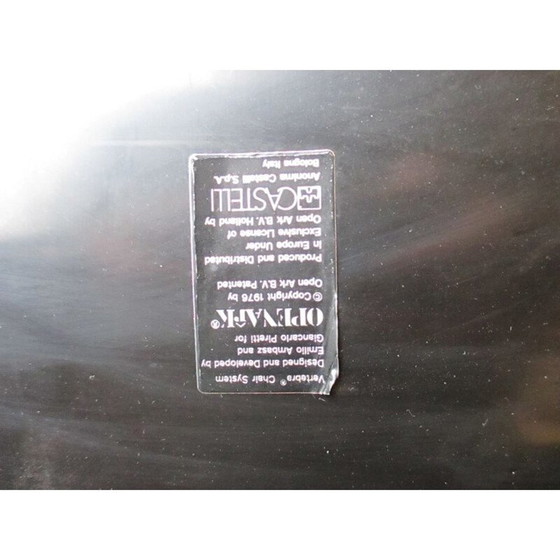 Vertebra® Chair System
Designed and Developed by
Emilio Ambasz and
Giancarlo Piretti for
OPENARK®
© Copyright 1976 by
Open Ark B.V. Patented
Produced and Distributed
in Europe Under
Exclusive License of
Open Ark B.V. Holland by
CASTELLI
Anonima Castelli S.p.A.
Bologna Italy